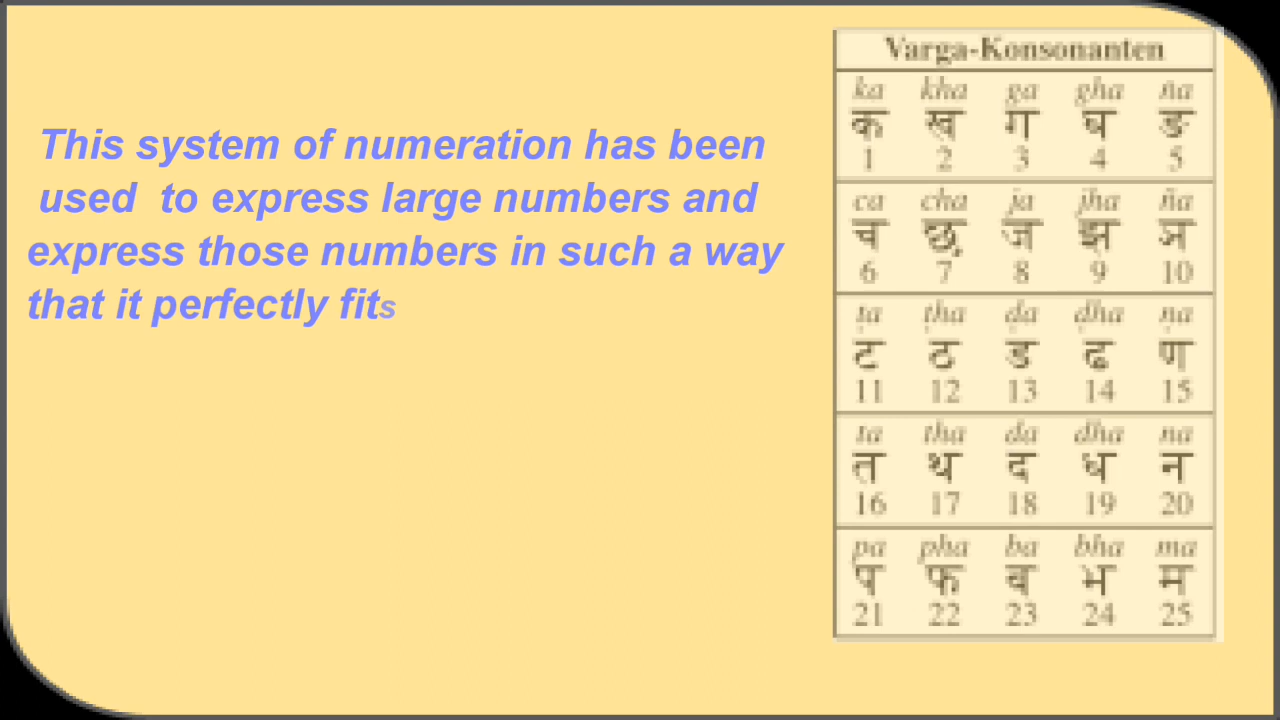 This system of numeration has been
used to express large numbers and
express those numbers in such a way
that it perfectly fits
Varga-Konsonanten
ka kha ga gha ṅa
क ख ग घ ङ
1 2 3 4 5
ca cha ja jha ña
च छ ज झ ञ
6 7 8 9 10
ṭa ṭha ḍa ḍha ṇa
ट ठ ड ढ ण
11 12 13 14 15
ta tha da dha na
त थ द ध न
16 17 18 19 20
pa pha ba bha ma
प फ ब भ म
21 22 23 24 25